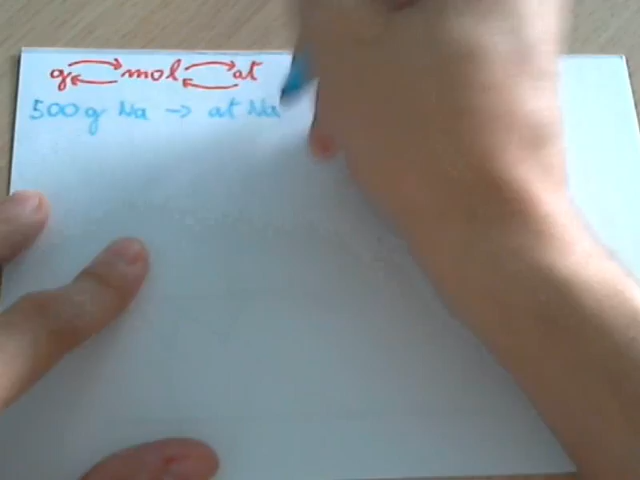 g ⇄ mol ⇄ at
500 g Na → at Na